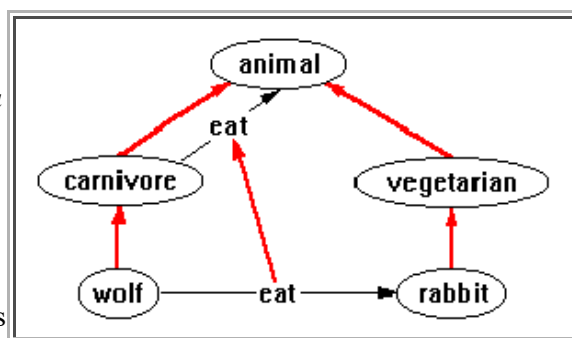 animal
eat
carnivore vegetarian
wolf eat rabbit
s